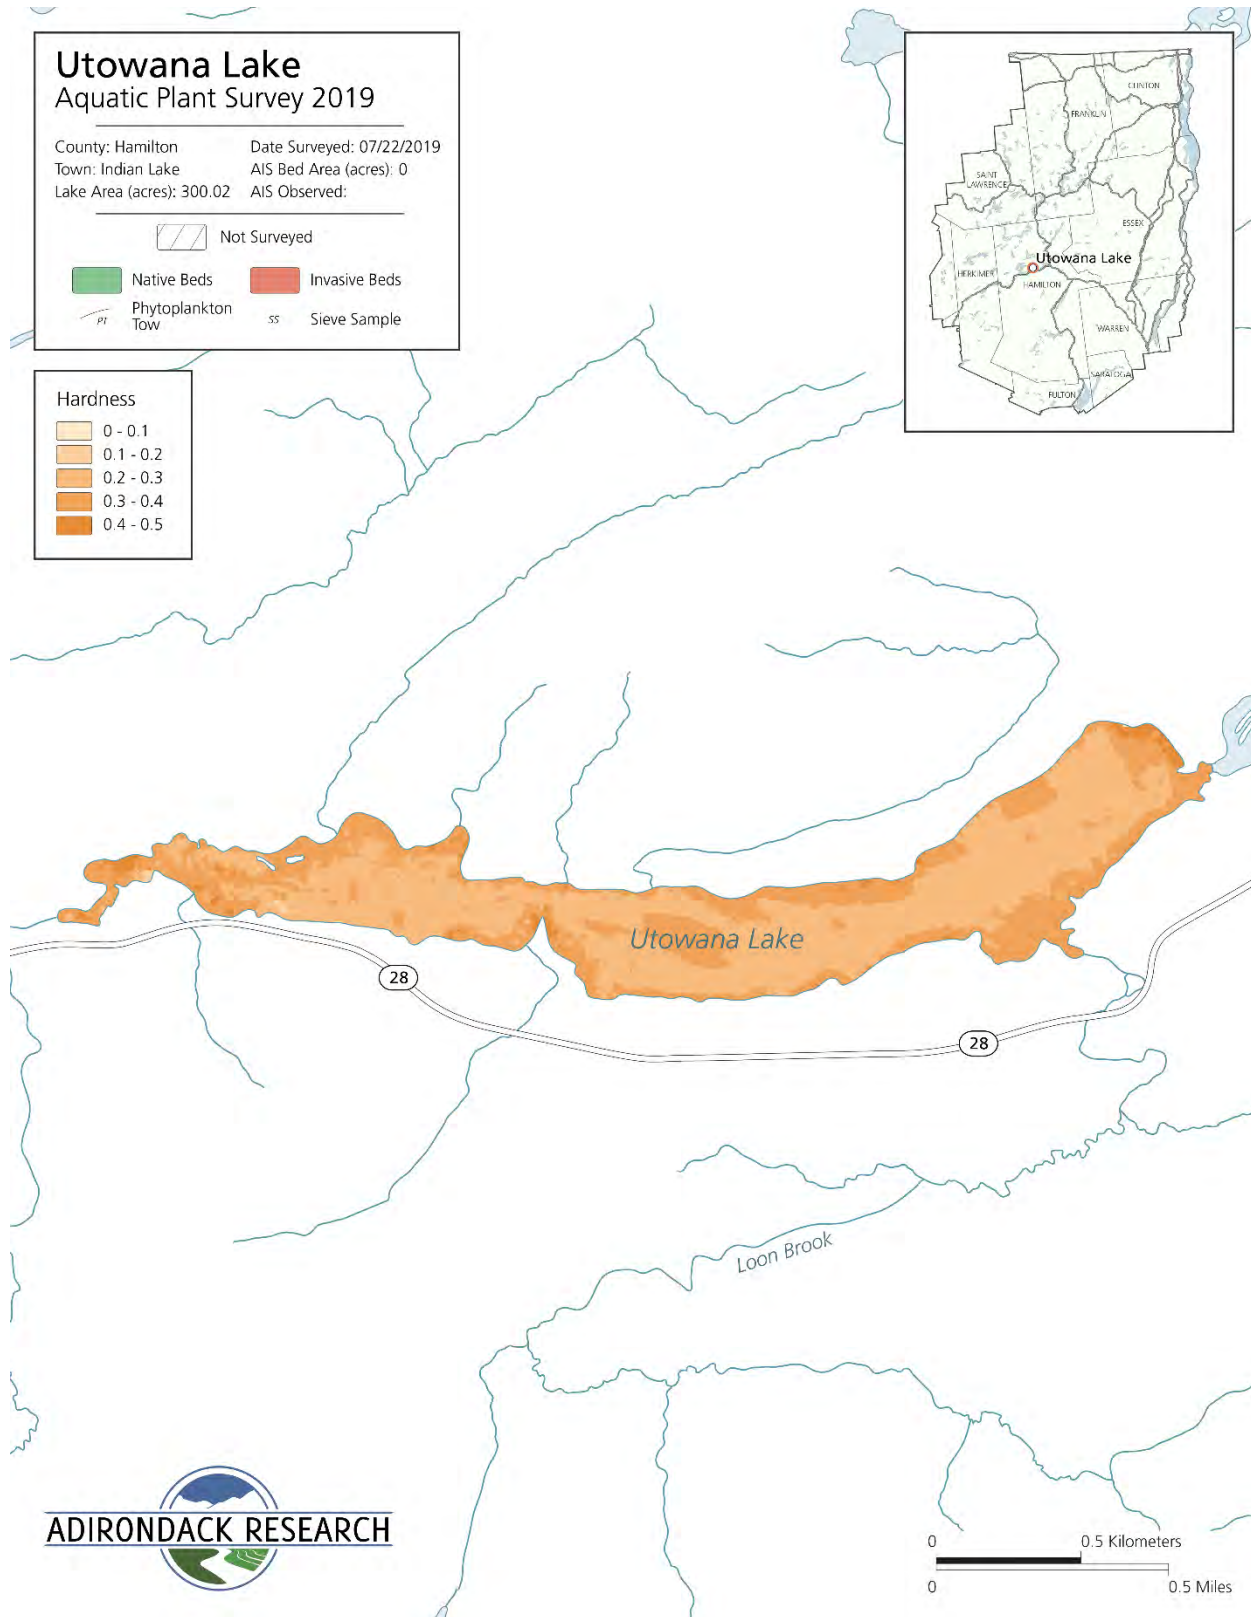 Utowana Lake
Aquatic Plant Survey 2019
County: Hamilton
Date Surveyed: 07/22/2019
Town: Indian Lake
AIS Bed Area (acres): 0
Lake Area (acres): 300.02
AIS Observed:
Not Surveyed
Native Beds
Invasive Beds
PT
Phytoplankton
Tow
SS
Sieve Sample
Hardness
0 - 0.1
0.1 - 0.2
0.2 - 0.3
0.3 - 0.4
0.4 - 0.5
CLINTON
FRANKLIN
SAINT
LAWRENCE
ESSEX
Utowana Lake
HERKIMER
HAMILTON
WARREN
SARATOGA
FULTON
Utowana Lake
28
28
Loon Brook
ADIRONDACK RESEARCH
0
0.5 Kilometers
0
0.5 Miles